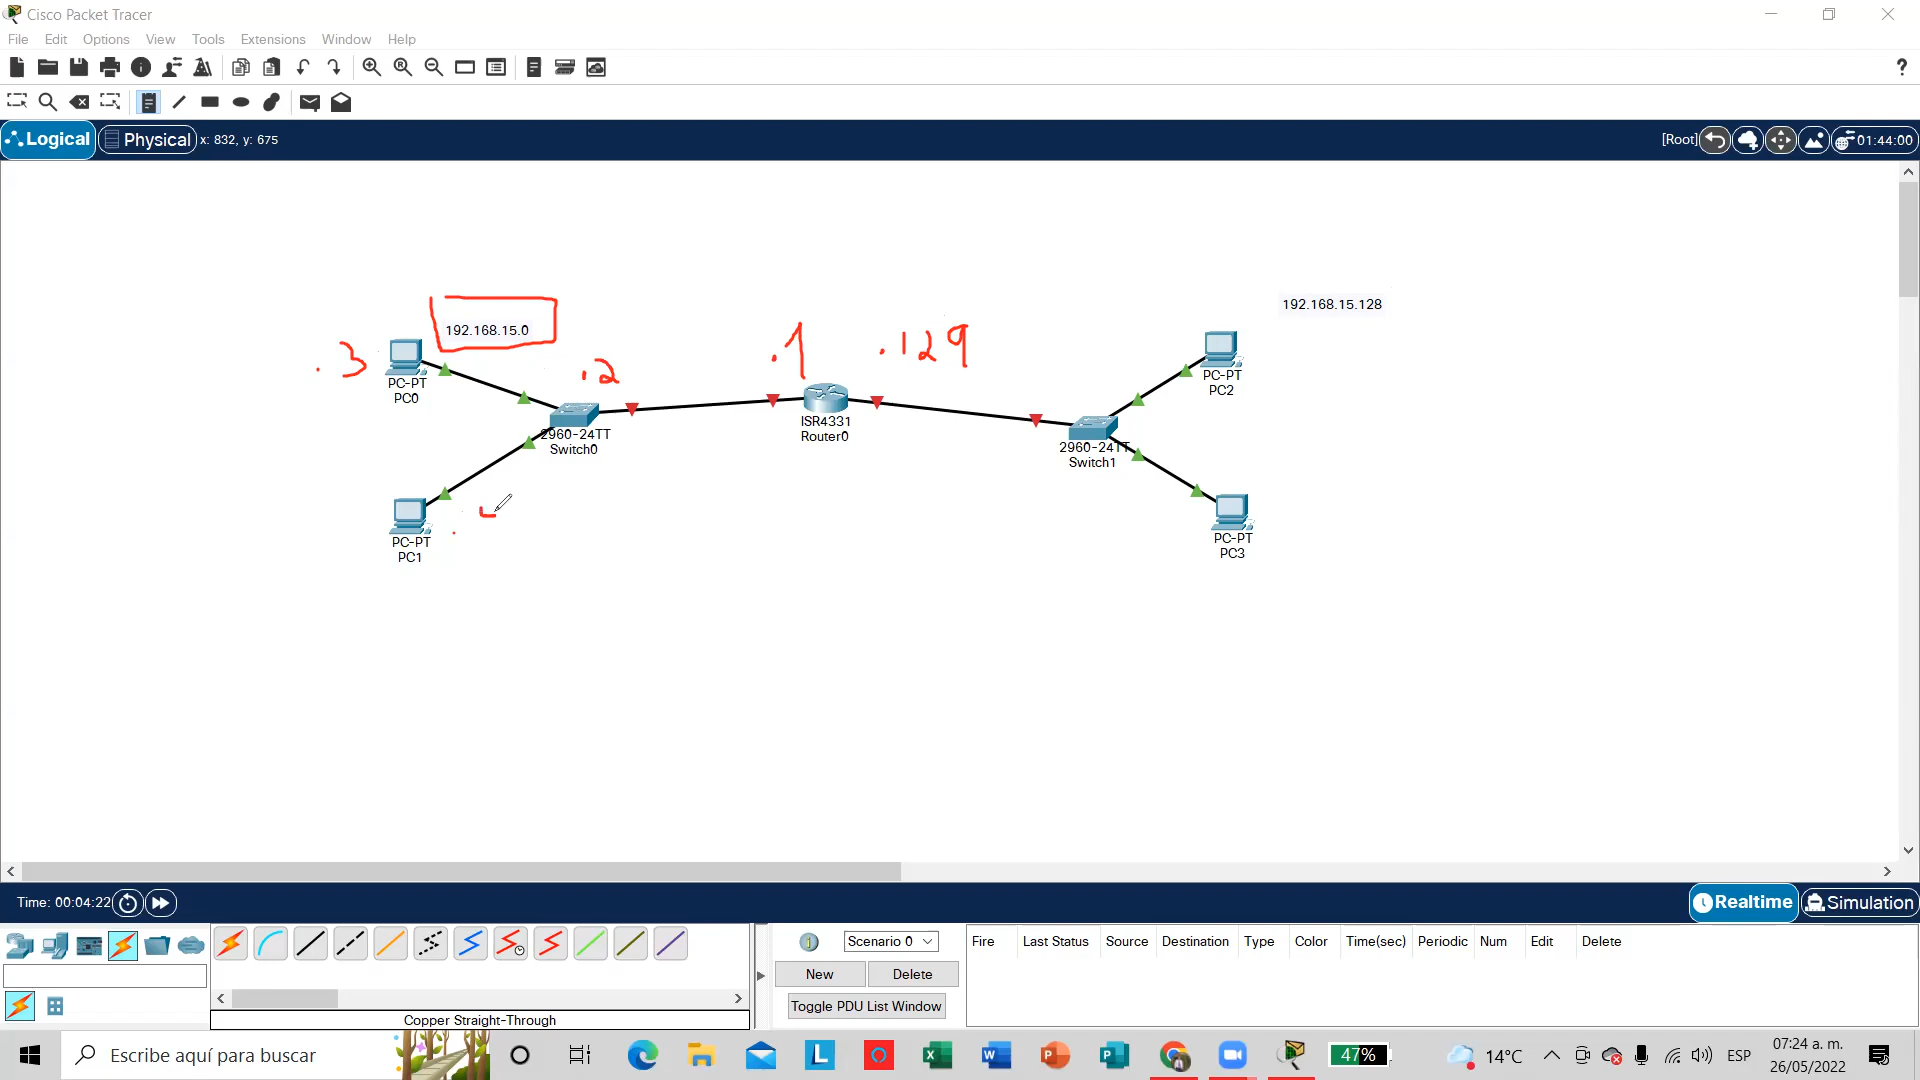 Cisco Packet Tracer
File Edit Options View Tools Extensions Window Help
?
Logical Physical x: 832, y: 675
[Root] 01:44:00
192.168.15.0
.3
.2
.1
.129
192.168.15.128
PC-PT
PC0
2960-24TT
Switch0
ISR4331
Router0
PC-PT
PC2
2960-24TT
Switch1
PC-PT
PC1
PC-PT
PC3
Time: 00:04:22
Realtime Simulation
Scenario 0
Fire Last Status Source Destination Type Color Time(sec) Periodic Num Edit Delete
New Delete
Toggle PDU List Window
Copper Straight-Through
Escribe aquí para buscar
47%
14°C
ESP
07:24 a. m.
26/05/2022